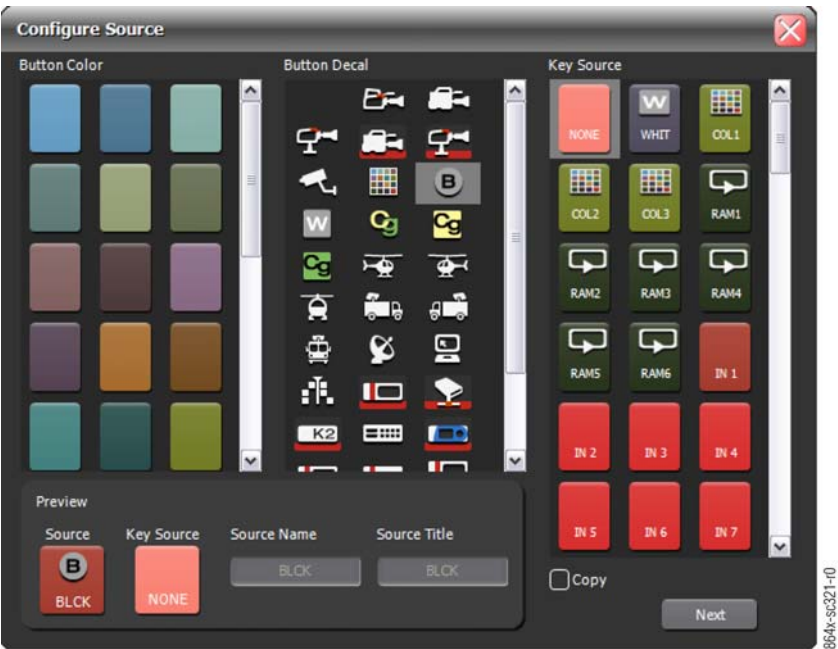 Configure Source
Button Color
Button Decal
Key Source
W
B
W
Cg
Cg
Cg
K2
NONE
W
WHIT
COL1
COL2
COL3
RAM1
RAM2
RAM3
RAM4
RAM5
RAM6
IN 1
IN 2
IN 3
IN 4
IN 5
IN 6
IN 7
Preview
Source
Key Source
Source Name
Source Title
B
BLCK
NONE
BLCK
BLCK
Copy
Next
864x-sc321-r0